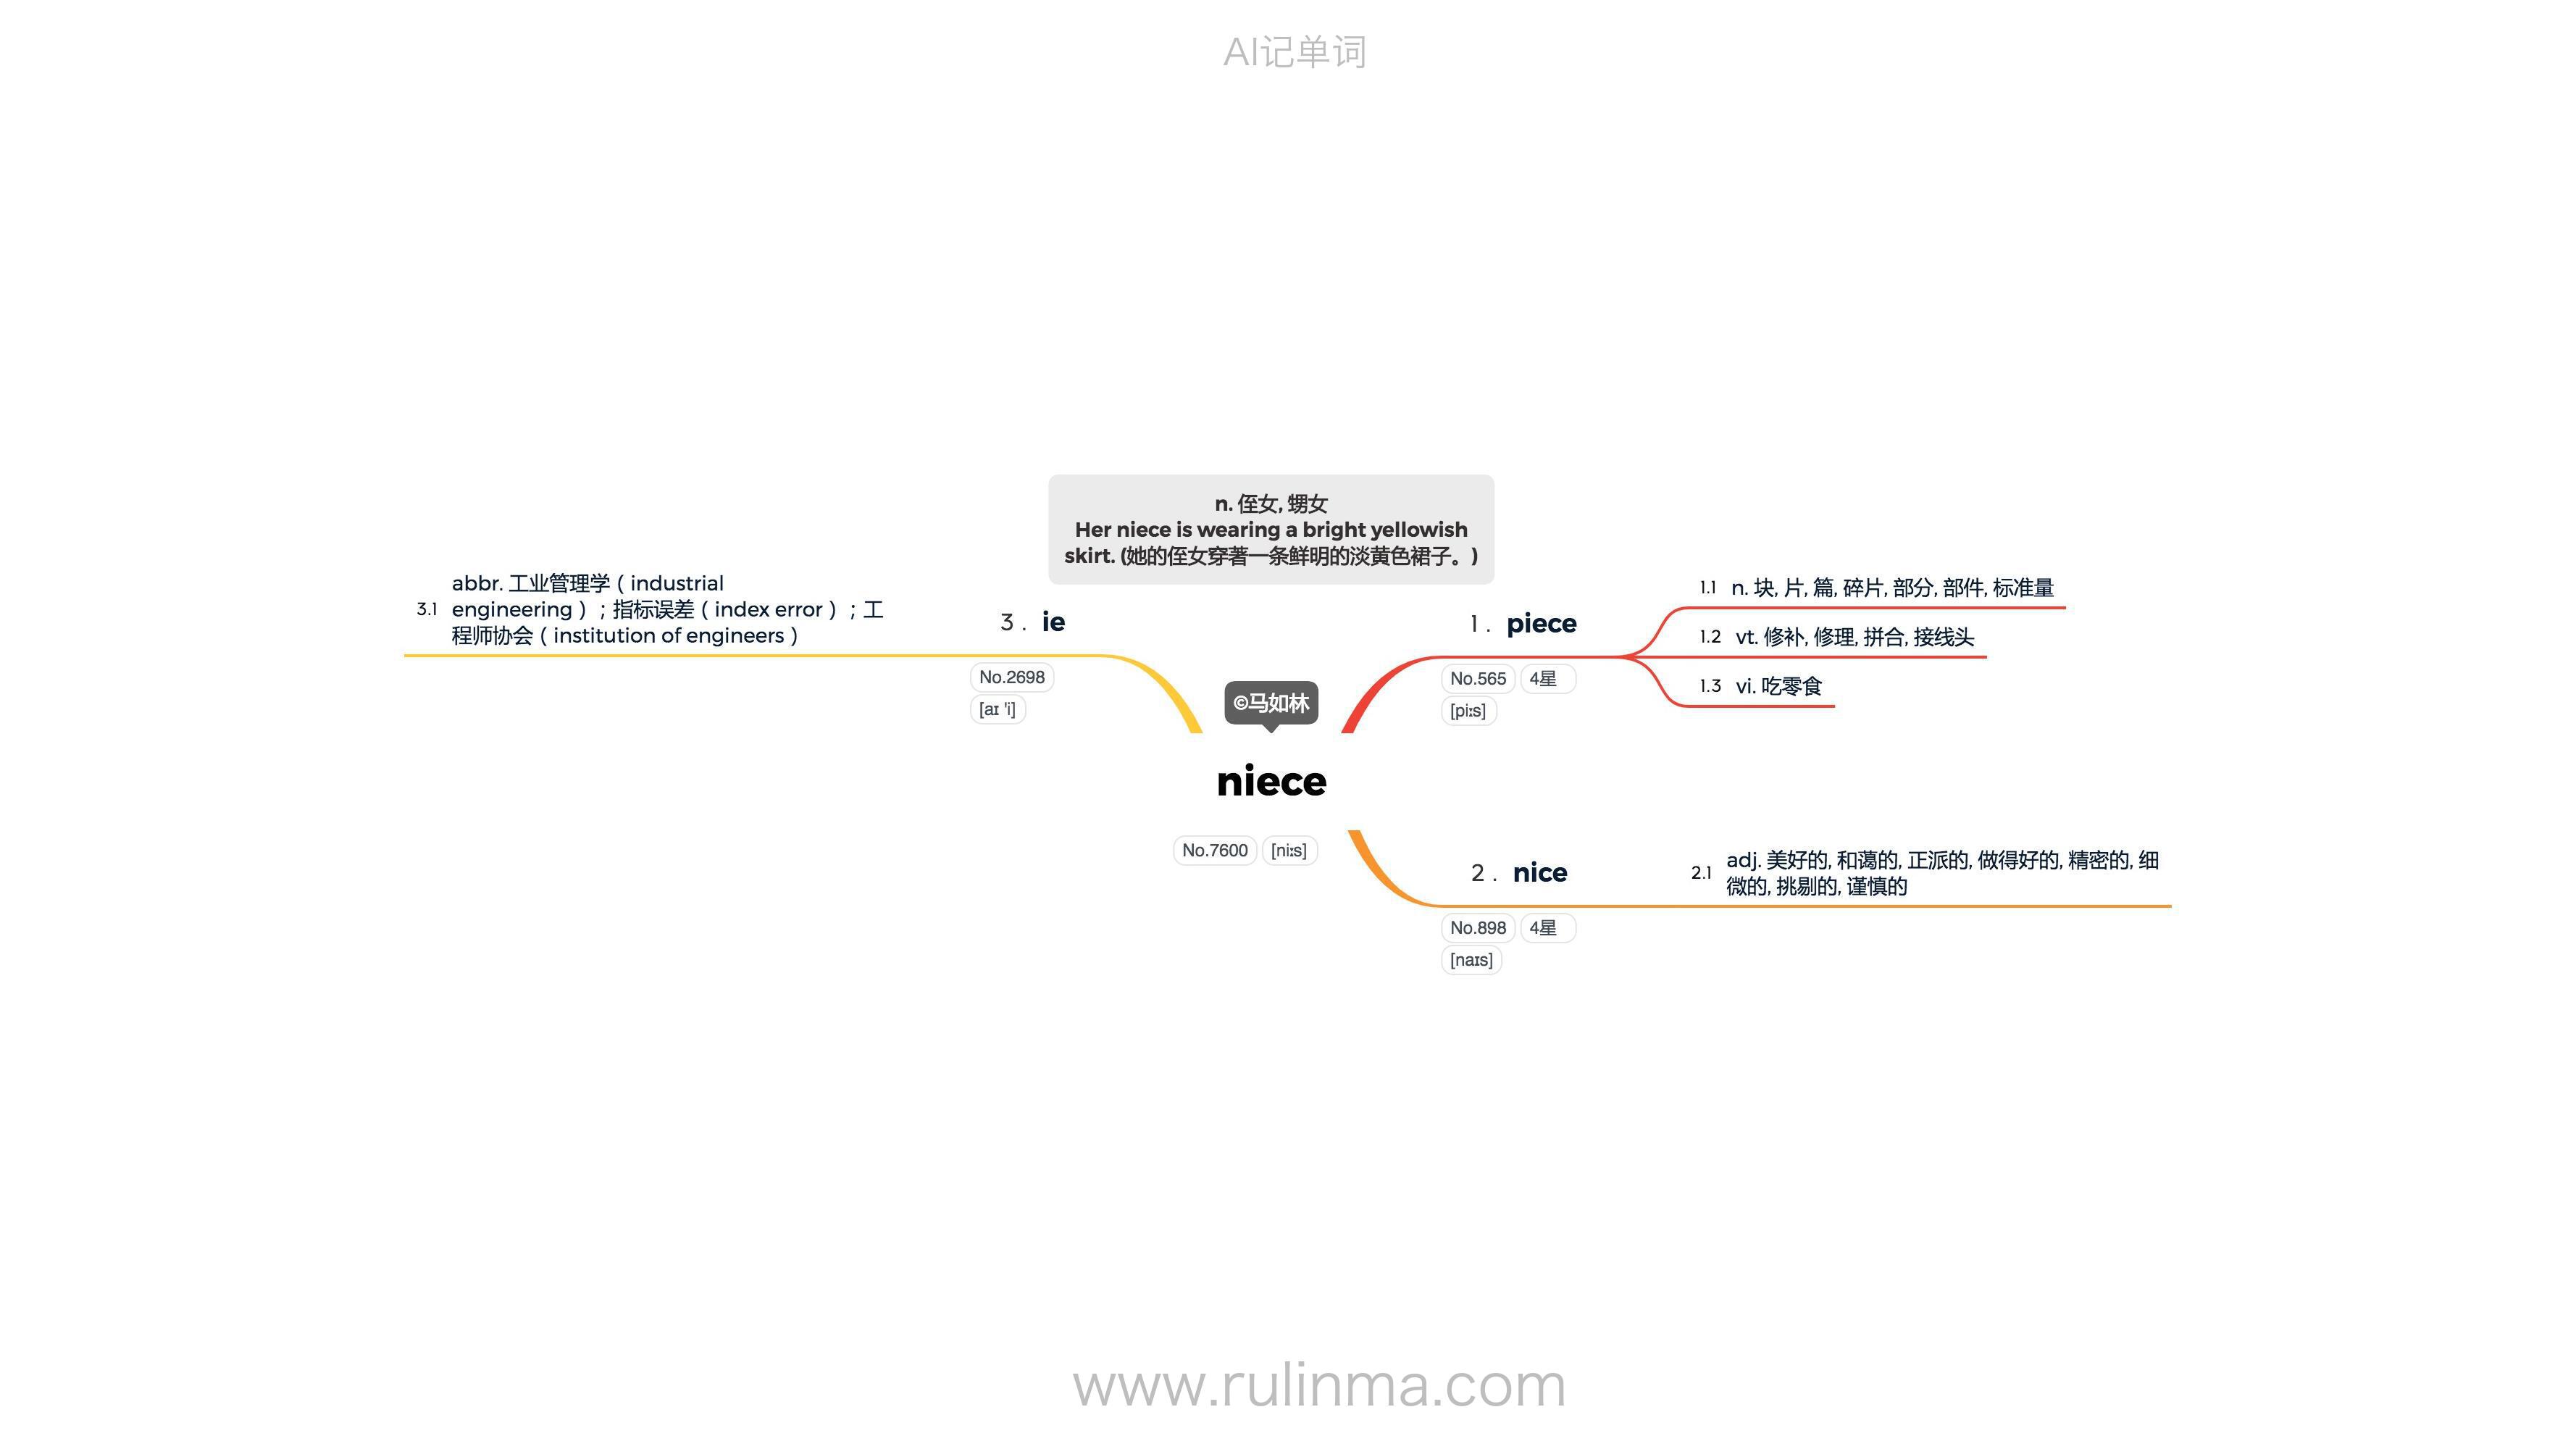 AI记单词
n. 侄女, 甥女
Her niece is wearing a bright yellowish
skirt. (她的侄女穿著一条鲜明的淡黄色裙子。)
©马如林
niece
No.7600 [niːs]
1 . piece
No.565 4星
[piːs]
1.1 n. 块, 片, 篇, 碎片, 部分, 部件, 标准量
1.2 vt. 修补, 修理, 拼合, 接线头
1.3 vi. 吃零食
2 . nice
No.898 4星
[naɪs]
2.1 adj. 美好的, 和蔼的, 正派的, 做得好的, 精密的, 细
微的, 挑剔的, 谨慎的
3 . ie
No.2698
[aɪ 'i]
3.1 abbr. 工业管理学（industrial
engineering）；指标误差（index error）；工
程师协会（institution of engineers）
www.rulinma.com